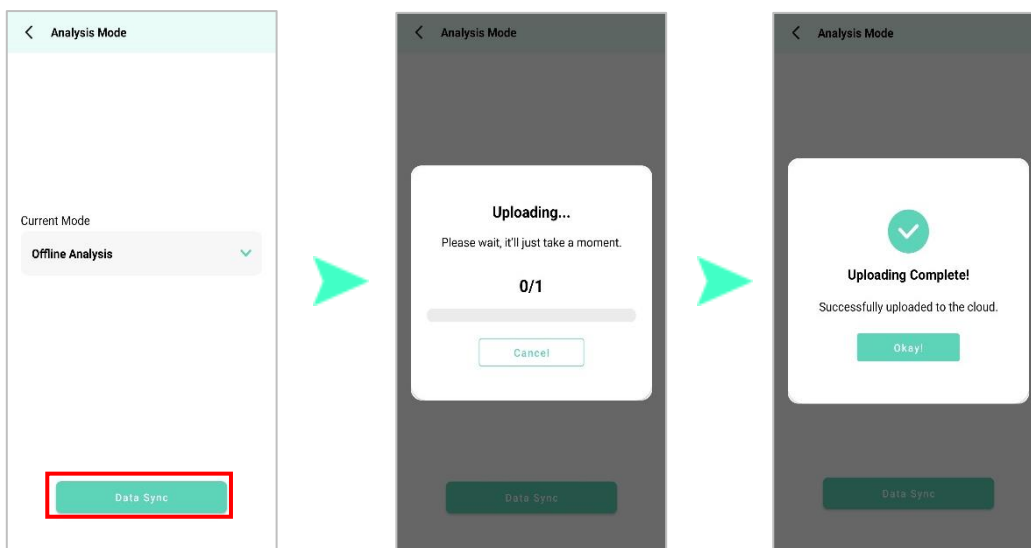 Analysis Mode
Current Mode
Offline Analysis
Data Sync
Analysis Mode
Uploading...
Please wait, it'll just take a moment.
0/1
Cancel
Data Sync
Analysis Mode
Uploading Complete!
Successfully uploaded to the cloud.
Okay!
Data Sync